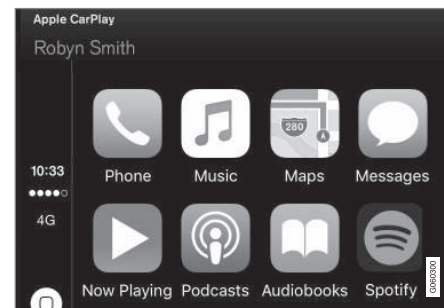 Apple CarPlay
Robyn Smith
280
Phone Music Maps Messages
10:33
4G
Now Playing Podcasts Audiobooks Spotify
G060300